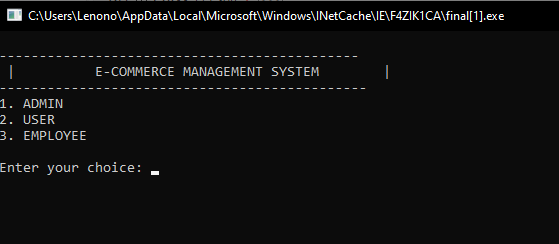 C:\Users\Lenono\AppData\Local\Microsoft\Windows\INetCache\IE\F4ZIK1CA\final[1].exe
---------------------------------------------
| E-COMMERCE MANAGEMENT SYSTEM |
----------------------------------------------
1. ADMIN
2. USER
3. EMPLOYEE
Enter your choice: